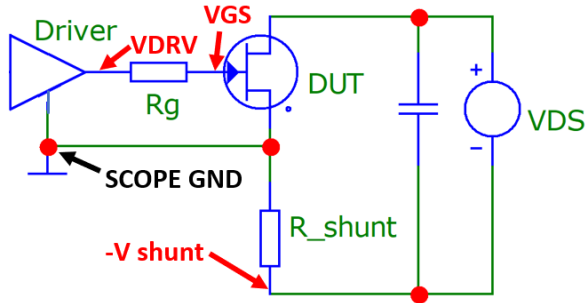 Driver
VDRV
VGS
Rg
DUT
+
VDS
−
SCOPE GND
R_shunt
-V shunt